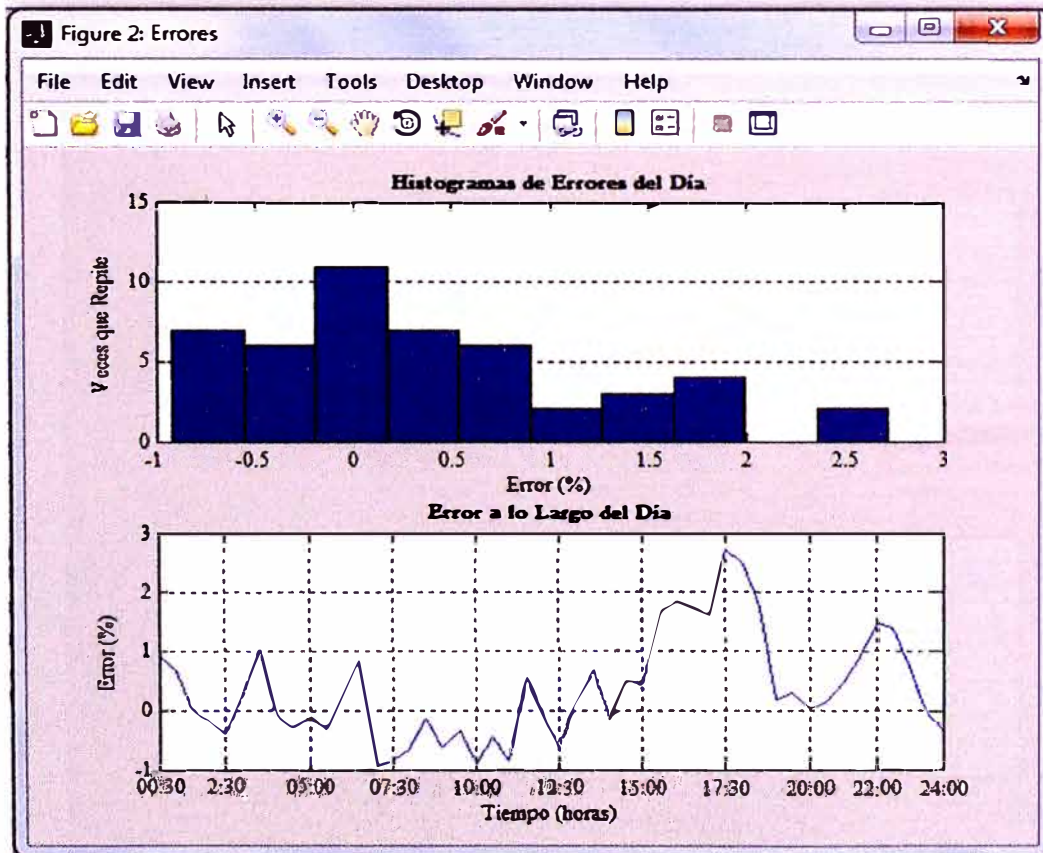 Figure 2: Errores
File Edit View Insert Tools Desktop Window Help
Histogramas de Errores del Día
15
10
5
0
Veces que Repite
-1 -0.5 0 0.5 1 1.5 2 2.5 3
Error (%)
Error a lo Largo del Día
3
2
1
0
-1
Error (%)
00:30 2:30 05:00 07:30 10:00 12:30 15:00 17:30 20:00 22:00 24:00
Tiempo (horas)